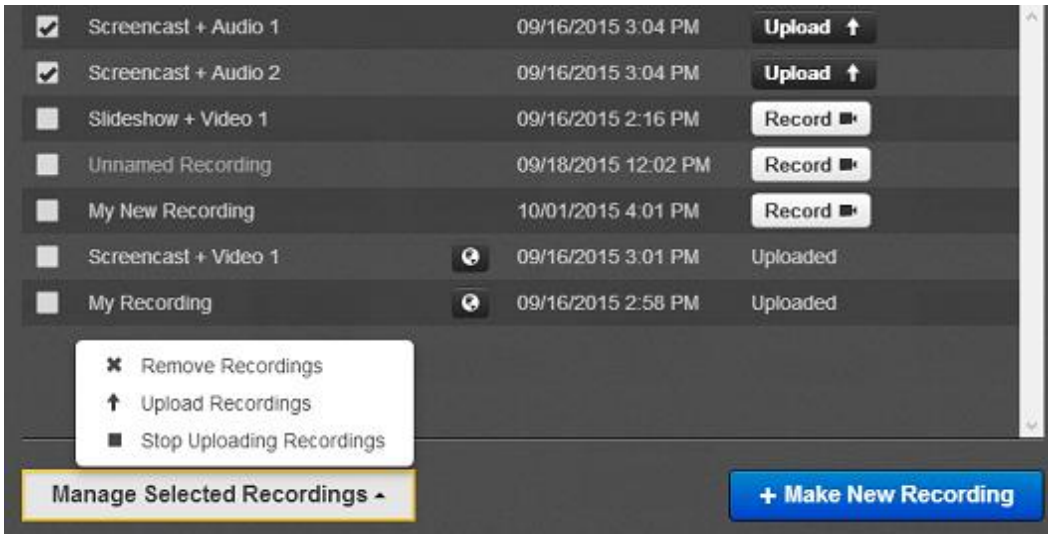 Screencast + Audio 1 09/16/2015 3:04 PM Upload
Screencast + Audio 2 09/16/2015 3:04 PM Upload
Slideshow + Video 1 09/16/2015 2:16 PM Record
Unnamed Recording 09/18/2015 12:02 PM Record
My New Recording 10/01/2015 4:01 PM Record
Screencast + Video 1 09/16/2015 3:01 PM Uploaded
My Recording 09/16/2015 2:58 PM Uploaded
Remove Recordings
Upload Recordings
Stop Uploading Recordings
Manage Selected Recordings
+ Make New Recording